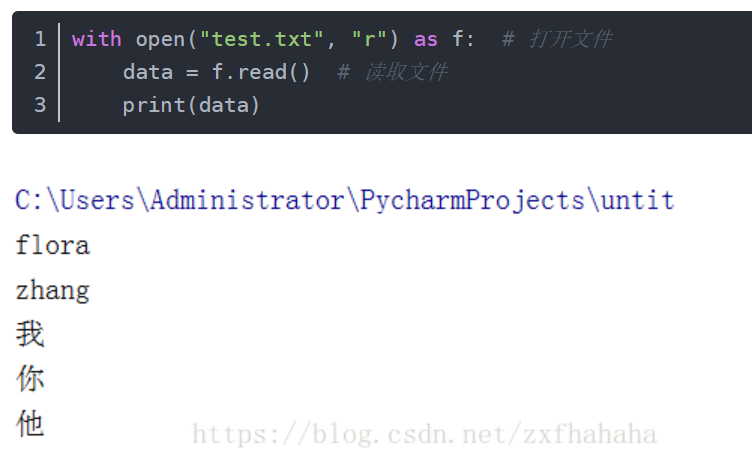 1 with open("test.txt", "r") as f:  # 打开文件
2     data = f.read()  # 读取文件
3     print(data)
C:\Users\Administrator\PycharmProjects\untit
flora
zhang
我
你
他
https://blog.csdn.net/zxfhahaha